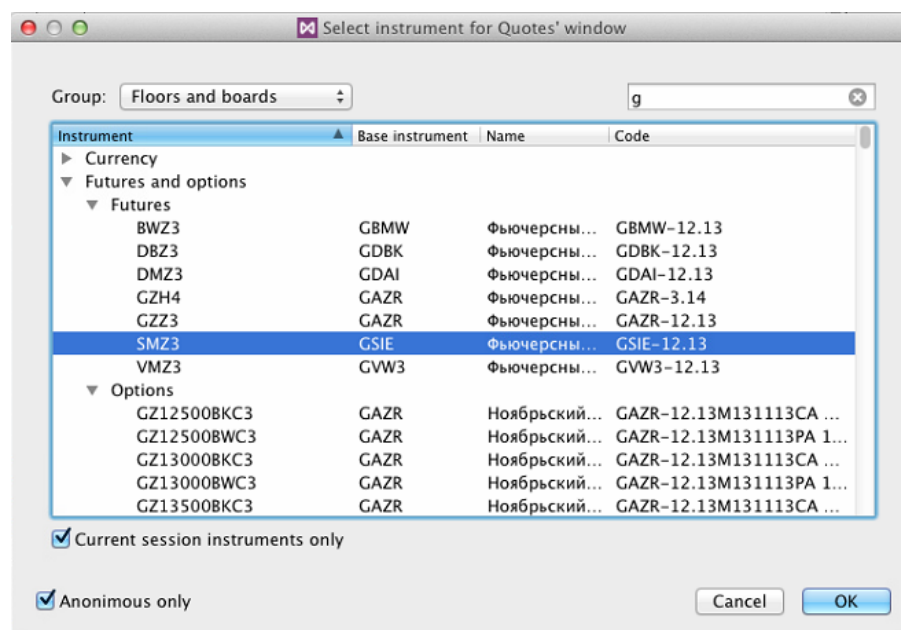 Select instrument for Quotes' window
Group: Floors and boards g
Instrument Base instrument Name Code
Currency
Futures and options
Futures
BWZ3 GBMW Фьючерсны... GBMW-12.13
DBZ3 GDBK Фьючерсны... GDBK-12.13
DMZ3 GDAI Фьючерсны... GDAI-12.13
GZH4 GAZR Фьючерсны... GAZR-3.14
GZZ3 GAZR Фьючерсны... GAZR-12.13
SMZ3 GSIE Фьючерсны... GSIE-12.13
VMZ3 GVW3 Фьючерсны... GVW3-12.13
Options
GZ12500BKC3 GAZR Ноябрьский... GAZR-12.13M131113CA ...
GZ12500BWC3 GAZR Ноябрьский... GAZR-12.13M131113PA 1...
GZ13000BKC3 GAZR Ноябрьский... GAZR-12.13M131113CA ...
GZ13000BWC3 GAZR Ноябрьский... GAZR-12.13M131113PA 1...
GZ13500BKC3 GAZR Ноябрьский... GAZR-12.13M131113CA ...
Current session instruments only
Anonimous only Cancel OK